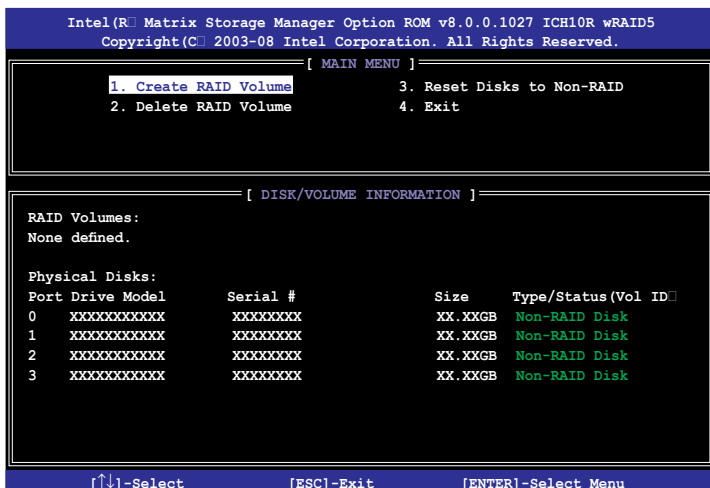 Intel(R□ Matrix Storage Manager Option ROM v8.0.0.1027 ICH10R wRAID5
Copyright(C□ 2003-08 Intel Corporation. All Rights Reserved.
[ MAIN MENU ]
1. Create RAID Volume 3. Reset Disks to Non-RAID
2. Delete RAID Volume 4. Exit
[ DISK/VOLUME INFORMATION ]
RAID Volumes:
None defined.
Physical Disks:
Port Drive Model Serial # Size Type/Status(Vol ID□
0 XXXXXXXXXXX XXXXXXXX XX.XXGB Non-RAID Disk
1 XXXXXXXXXXX XXXXXXXX XX.XXGB Non-RAID Disk
2 XXXXXXXXXXX XXXXXXXX XX.XXGB Non-RAID Disk
3 XXXXXXXXXXX XXXXXXXX XX.XXGB Non-RAID Disk
[↑↓]-Select [ESC]-Exit [ENTER]-Select Menu